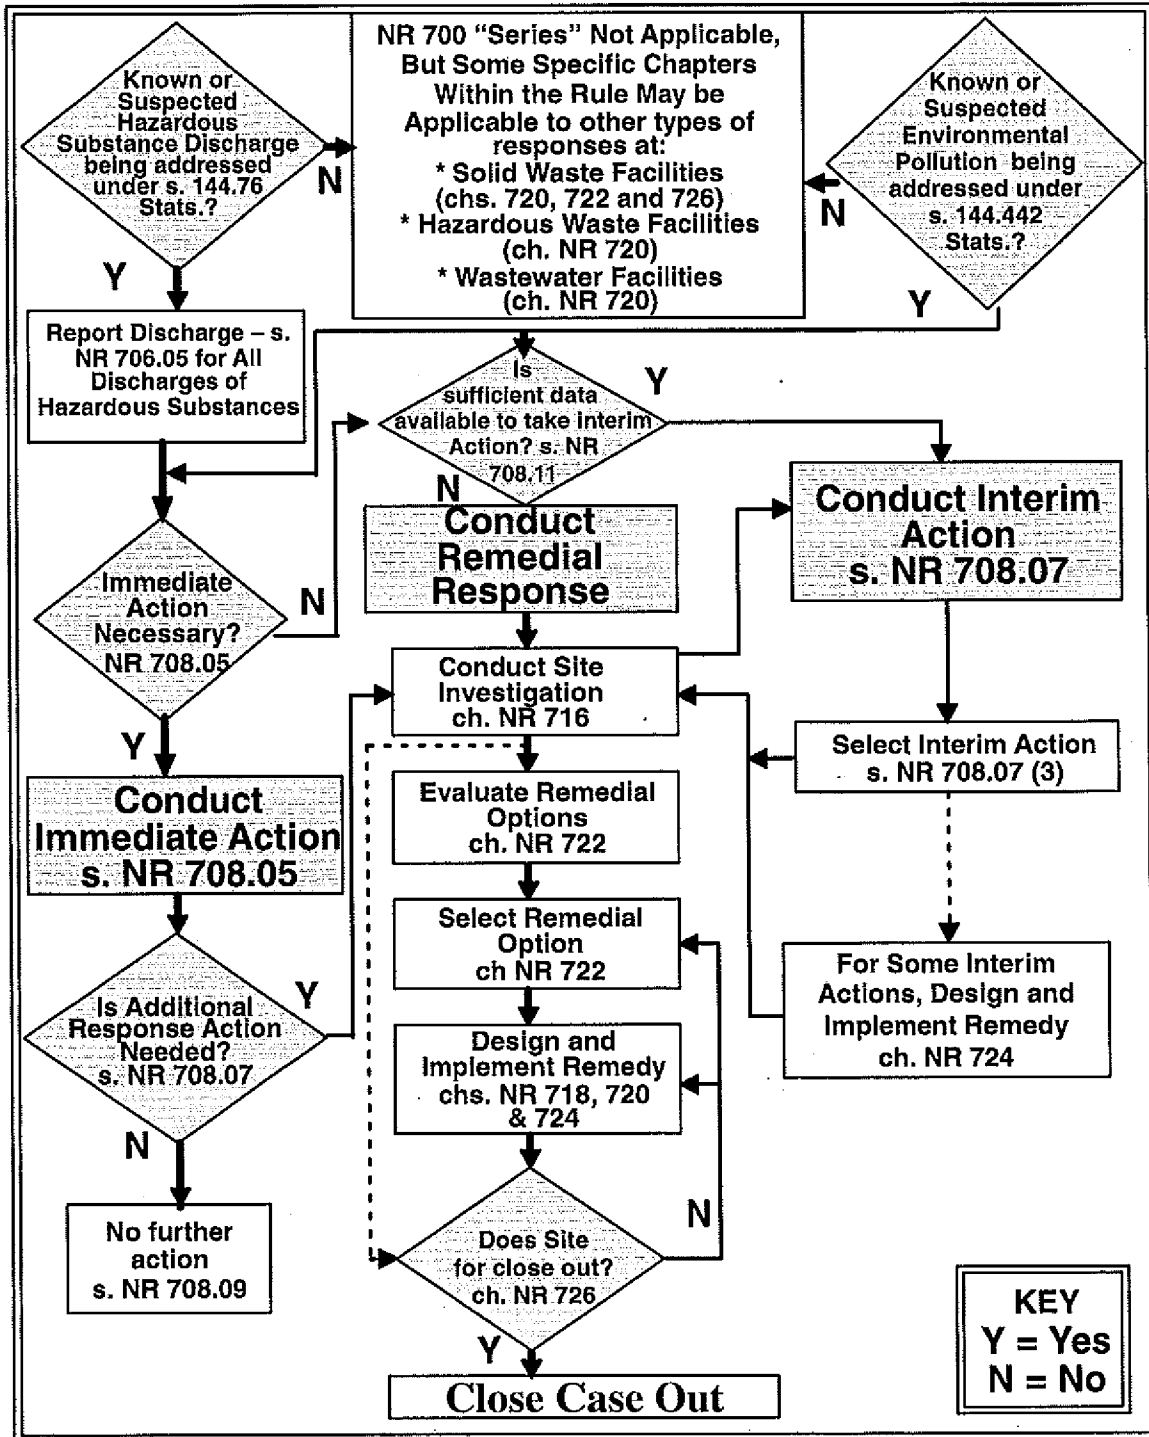 Known or
Suspected
Hazardous
Substance Discharge
being addressed
under s. 144.76
Stats.?
N
Y
NR 700 “Series” Not Applicable,
But Some Specific Chapters
Within the Rule May be
Applicable to other types of
responses at:
* Solid Waste Facilities
(chs. 720, 722 and 726)
* Hazardous Waste Facilities
(ch. NR 720)
* Wastewater Facilities
(ch. NR 720)
Known or
Suspected
Environmental
Pollution being
addressed under
s. 144.442
Stats.?
N
Y
Report Discharge – s.
NR 706.05 for All
Discharges of
Hazardous Substances
Is
sufficient data
available to take interim
Action? s. NR
708.11
Y
N
Immediate
Action
Necessary?
NR 708.05
N
Y
Conduct
Remedial
Response
Conduct Interim
Action
s. NR 708.07
Conduct Site
Investigation
ch. NR 716
Select Interim Action
s. NR 708.07 (3)
Conduct
Immediate Action
s. NR 708.05
Evaluate Remedial
Options
ch. NR 722
Select Remedial
Option
ch NR 722
For Some Interim
Actions, Design and
Implement Remedy
ch. NR 724
Is Additional
Response Action
Needed?
s. NR 708.07
Y
N
Design and
Implement Remedy
chs. NR 718, 720
& 724
No further
action
s. NR 708.09
Does Site
for close out?
ch. NR 726
N
Y
Close Case Out
KEY
Y = Yes
N = No